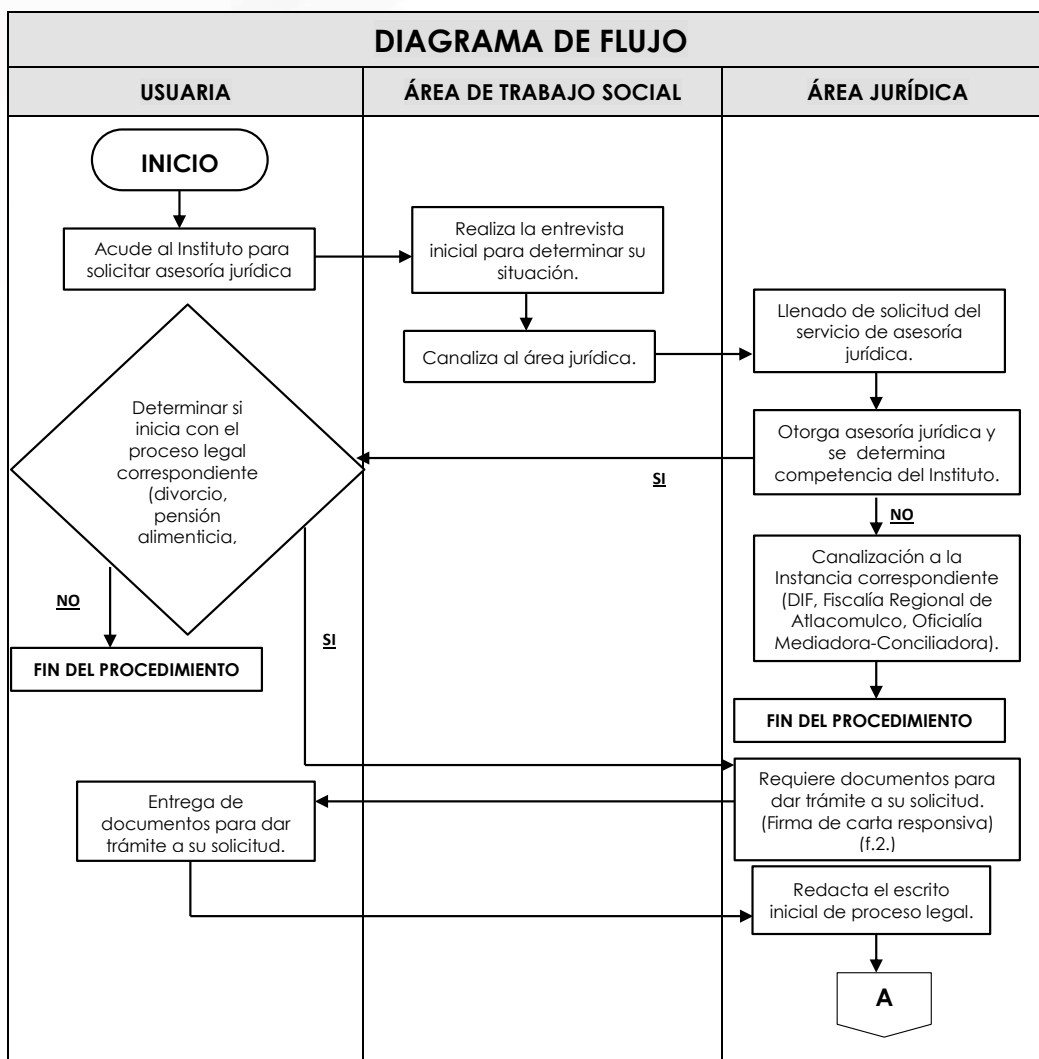 DIAGRAMA DE FLUJO
USUARIA
ÁREA DE TRABAJO SOCIAL
ÁREA JURÍDICA
INICIO
Acude al Instituto para
solicitar asesoría jurídica
Realiza la entrevista
inicial para determinar su
situación.
Canaliza al área jurídica.
Llenado de solicitud del
servicio de asesoría
jurídica.
Otorga asesoría jurídica y
se determina
competencia del Instituto.
SI
NO
Determinar si
inicia con el
proceso legal
correspondiente
(divorcio,
pensión
alimenticia,
NO
SI
FIN DEL PROCEDIMIENTO
Canalización a la
Instancia correspondiente
(DIF, Fiscalía Regional de
Atlacomulco, Oficialía
Mediadora-Conciliadora).
FIN DEL PROCEDIMIENTO
Requiere documentos para
dar trámite a su solicitud.
(Firma de carta responsiva)
(f.2.)
Entrega de
documentos para dar
trámite a su solicitud.
Redacta el escrito
inicial de proceso legal.
A